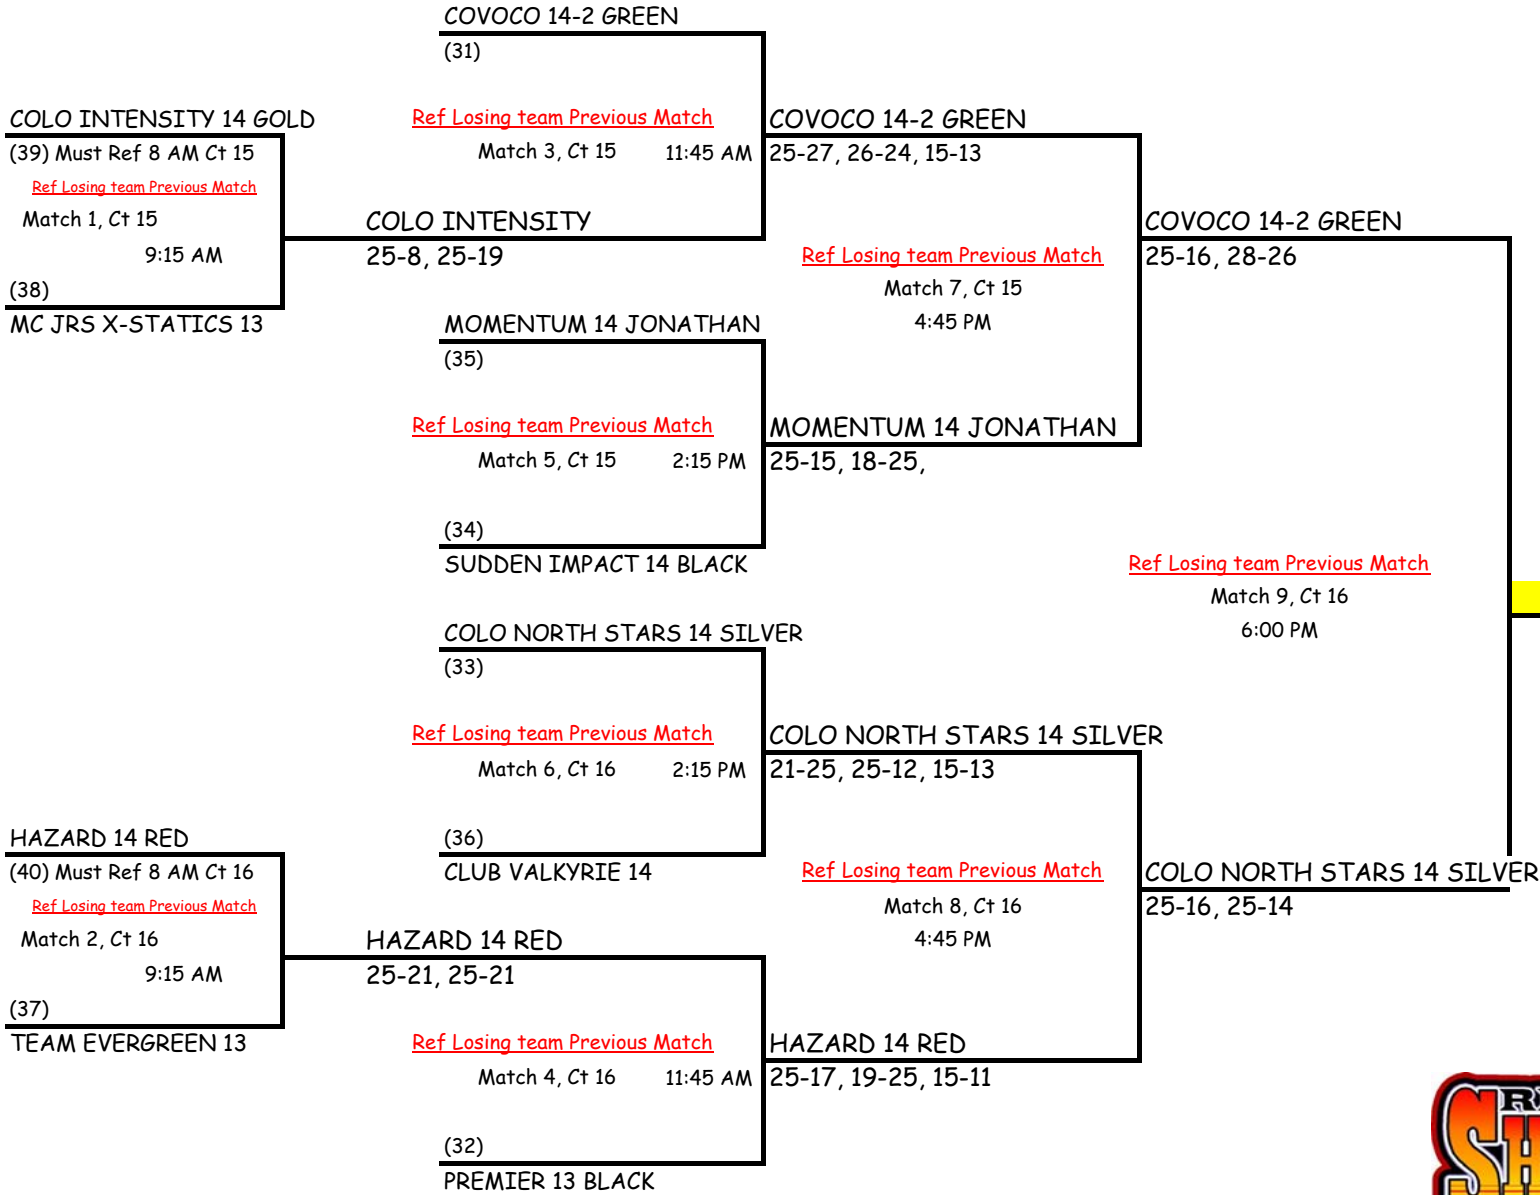 COVOCO 14-2 GREEN
(31)
COLO INTENSITY 14 GOLD
Ref Losing team Previous Match
COVOCO 14-2 GREEN
(39) Must Ref 8 AM Ct 15
Match 3, Ct 15 11:45 AM
25-27, 26-24, 15-13
Ref Losing team Previous Match
Match 1, Ct 15
COLO INTENSITY
COVOCO 14-2 GREEN
9:15 AM
25-8, 25-19
Ref Losing team Previous Match
25-16, 28-26
(38)
Match 7, Ct 15
MC JRS X-STATICS 13
MOMENTUM 14 JONATHAN
4:45 PM
(35)
Ref Losing team Previous Match
MOMENTUM 14 JONATHAN
Match 5, Ct 15 2:15 PM
25-15, 18-25,
(34)
SUDDEN IMPACT 14 BLACK
Ref Losing team Previous Match
Match 9, Ct 16
COLO NORTH STARS 14 SILVER
6:00 PM
(33)
Ref Losing team Previous Match
COLO NORTH STARS 14 SILVER
Match 6, Ct 16 2:15 PM
21-25, 25-12, 15-13
HAZARD 14 RED
(36)
(40) Must Ref 8 AM Ct 16
CLUB VALKYRIE 14
Ref Losing team Previous Match
COLO NORTH STARS 14 SILVER
Ref Losing team Previous Match
Match 8, Ct 16
25-16, 25-14
Match 2, Ct 16
HAZARD 14 RED
4:45 PM
9:15 AM
25-21, 25-21
(37)
TEAM EVERGREEN 13
Ref Losing team Previous Match
HAZARD 14 RED
Match 4, Ct 16 11:45 AM
25-17, 19-25, 15-11
(32)
PREMIER 13 BLACK